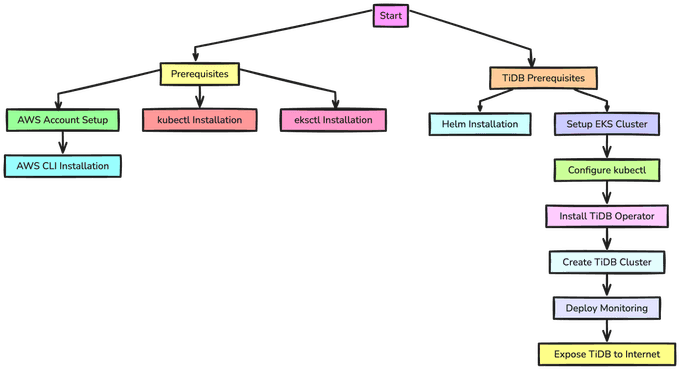 Start
Prerequisites
TiDB Prerequisites
AWS Account Setup
kubectl Installation
eksctl Installation
Helm Installation
Setup EKS Cluster
AWS CLI Installation
Configure kubectl
Install TiDB Operator
Create TiDB Cluster
Deploy Monitoring
Expose TiDB to Internet